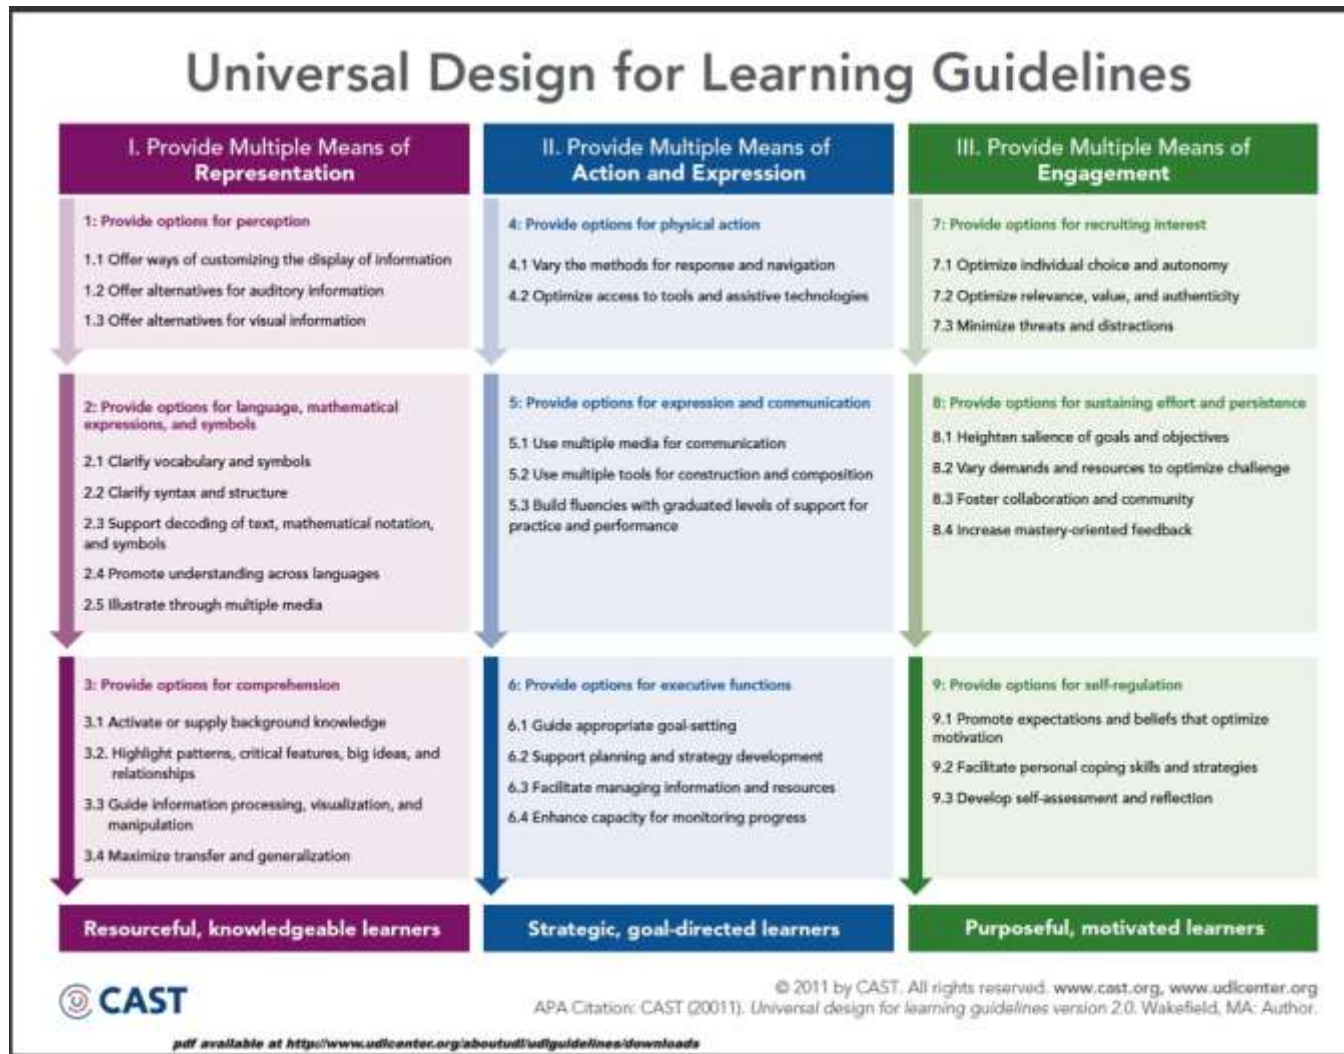 Universal Design for Learning Guidelines
I. Provide Multiple Means of
Representation
1: Provide options for perception
1.1 Offer ways of customizing the display of information
1.2 Offer alternatives for auditory information
1.3 Offer alternatives for visual information
2: Provide options for language, mathematical
expressions, and symbols
2.1 Clarify vocabulary and symbols
2.2 Clarify syntax and structure
2.3 Support decoding of text, mathematical notation,
and symbols
2.4 Promote understanding across languages
2.5 Illustrate through multiple media
3: Provide options for comprehension
3.1 Activate or supply background knowledge
3.2. Highlight patterns, critical features, big ideas, and
relationships
3.3 Guide information processing, visualization, and
manipulation
3.4 Maximize transfer and generalization
Resourceful, knowledgeable learners
II. Provide Multiple Means of
Action and Expression
4: Provide options for physical action
4.1 Vary the methods for response and navigation
4.2 Optimize access to tools and assistive technologies
5: Provide options for expression and communication
5.1 Use multiple media for communication
5.2 Use multiple tools for construction and composition
5.3 Build fluencies with graduated levels of support for
practice and performance
6: Provide options for executive functions
6.1 Guide appropriate goal-setting
6.2 Support planning and strategy development
6.3 Facilitate managing information and resources
6.4 Enhance capacity for monitoring progress
Strategic, goal-directed learners
III. Provide Multiple Means of
Engagement
7: Provide options for recruiting interest
7.1 Optimize individual choice and autonomy
7.2 Optimize relevance, value, and authenticity
7.3 Minimize threats and distractions
8: Provide options for sustaining effort and persistence
8.1 Heighten salience of goals and objectives
8.2 Vary demands and resources to optimize challenge
8.3 Foster collaboration and community
8.4 Increase mastery-oriented feedback
9: Provide options for self-regulation
9.1 Promote expectations and beliefs that optimize
motivation
9.2 Facilitate personal coping skills and strategies
9.3 Develop self-assessment and reflection
Purposeful, motivated learners
CAST
© 2011 by CAST. All rights reserved. www.cast.org, www.udlcenter.org
APA Citation: CAST (20011). Universal design for learning guidelines version 2.0. Wakefield, MA: Author.
pdf available at http://www.udlcenter.org/aboutudl/udlguidelines/downloads